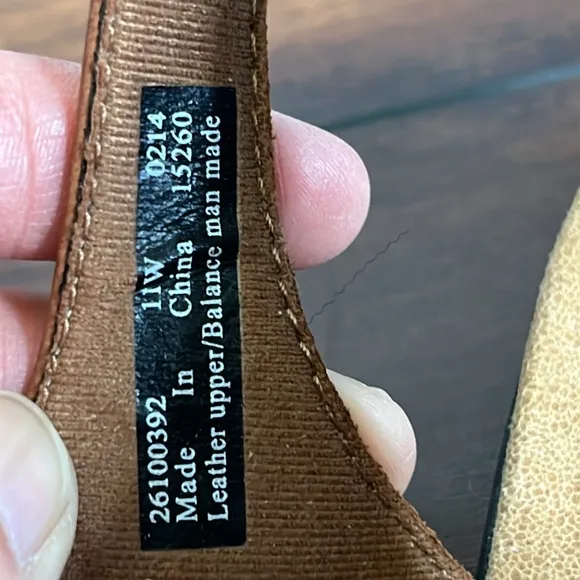 26100392 11W 0214
Made In China 15260
Leather upper/Balance man made